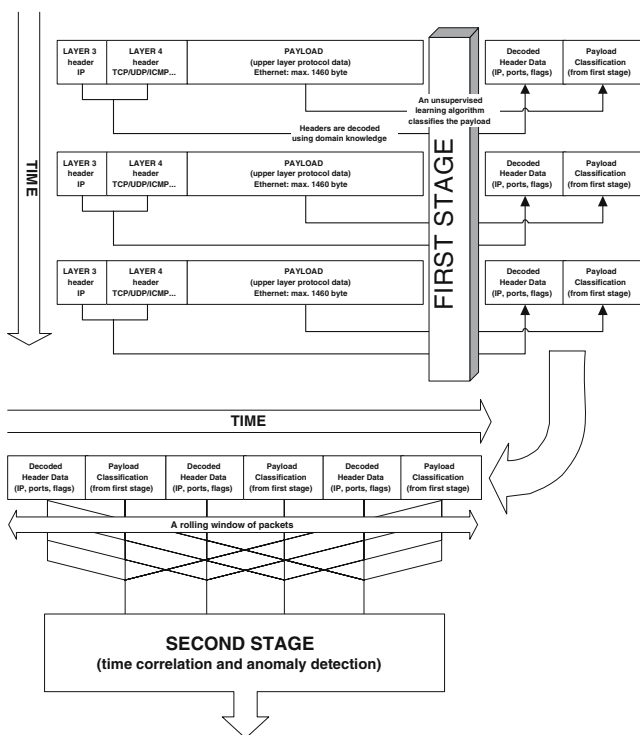 LAYER 3
header
IP
LAYER 4
header
TCP/UDP/ICMP...
PAYLOAD
(upper layer protocol data)
Ethernet: max. 1460 byte
Decoded
Header Data
(IP, ports, flags)
Payload
Classification
(from first stage)
An unsupervised
learning algorithm
classifies the payload
Headers are decoded
using domain knowledge
TIME
FIRST STAGE
LAYER 3
header
IP
LAYER 4
header
TCP/UDP/ICMP...
PAYLOAD
(upper layer protocol data)
Ethernet: max. 1460 byte
Decoded
Header Data
(IP, ports, flags)
Payload
Classification
(from first stage)
LAYER 3
header
IP
LAYER 4
header
TCP/UDP/ICMP...
PAYLOAD
(upper layer protocol data)
Ethernet: max. 1460 byte
Decoded
Header Data
(IP, ports, flags)
Payload
Classification
(from first stage)
TIME
Decoded
Header Data
(IP, ports, flags)
Payload
Classification
(from first stage)
Decoded
Header Data
(IP, ports, flags)
Payload
Classification
(from first stage)
Decoded
Header Data
(IP, ports, flags)
Payload
Classification
(from first stage)
A rolling window of packets
SECOND STAGE
(time correlation and anomaly detection)